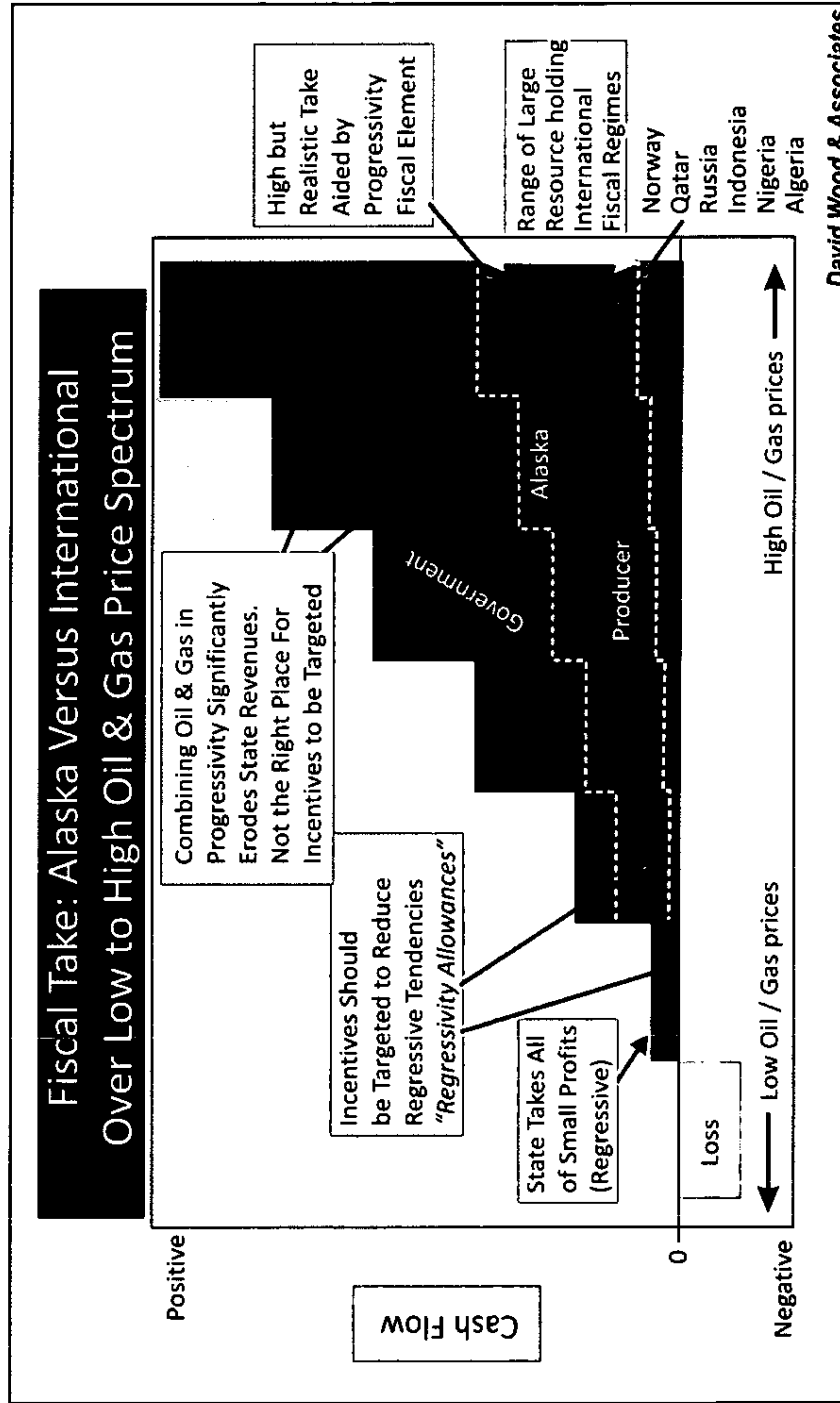 Fiscal Take: Alaska Versus International
Over Low to High Oil & Gas Price Spectrum
Cash Flow
Positive
0
Negative
Combining Oil & Gas in
Progressivity Significantly
Erodes State Revenues.
Not the Right Place For
Incentives to be Targeted
Incentives Should
be Targeted to Reduce
Regressive Tendencies
"Regressivity Allowances"
State Takes All
of Small Profits
(Regressive)
Loss
Government
Alaska
Producer
High but
Realistic Take
Aided by
Progressivity
Fiscal Element
Range of Large
Resource holding
International
Fiscal Regimes
Norway
Qatar
Russia
Indonesia
Nigeria
Algeria
Low Oil / Gas prices
High Oil / Gas prices
David Wood & Associates